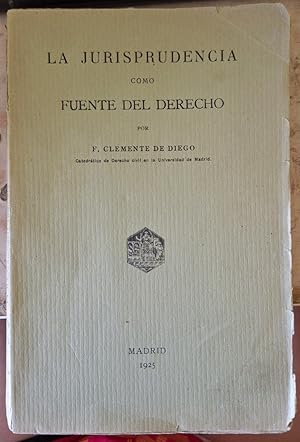 LA JURISPRUDENCIA
COMO
FUENTE DEL DERECHO
POR
F. CLEMENTE DE DIEGO
Catedrático de Derecho civil en la Universidad de Madrid.
MADRID
1925